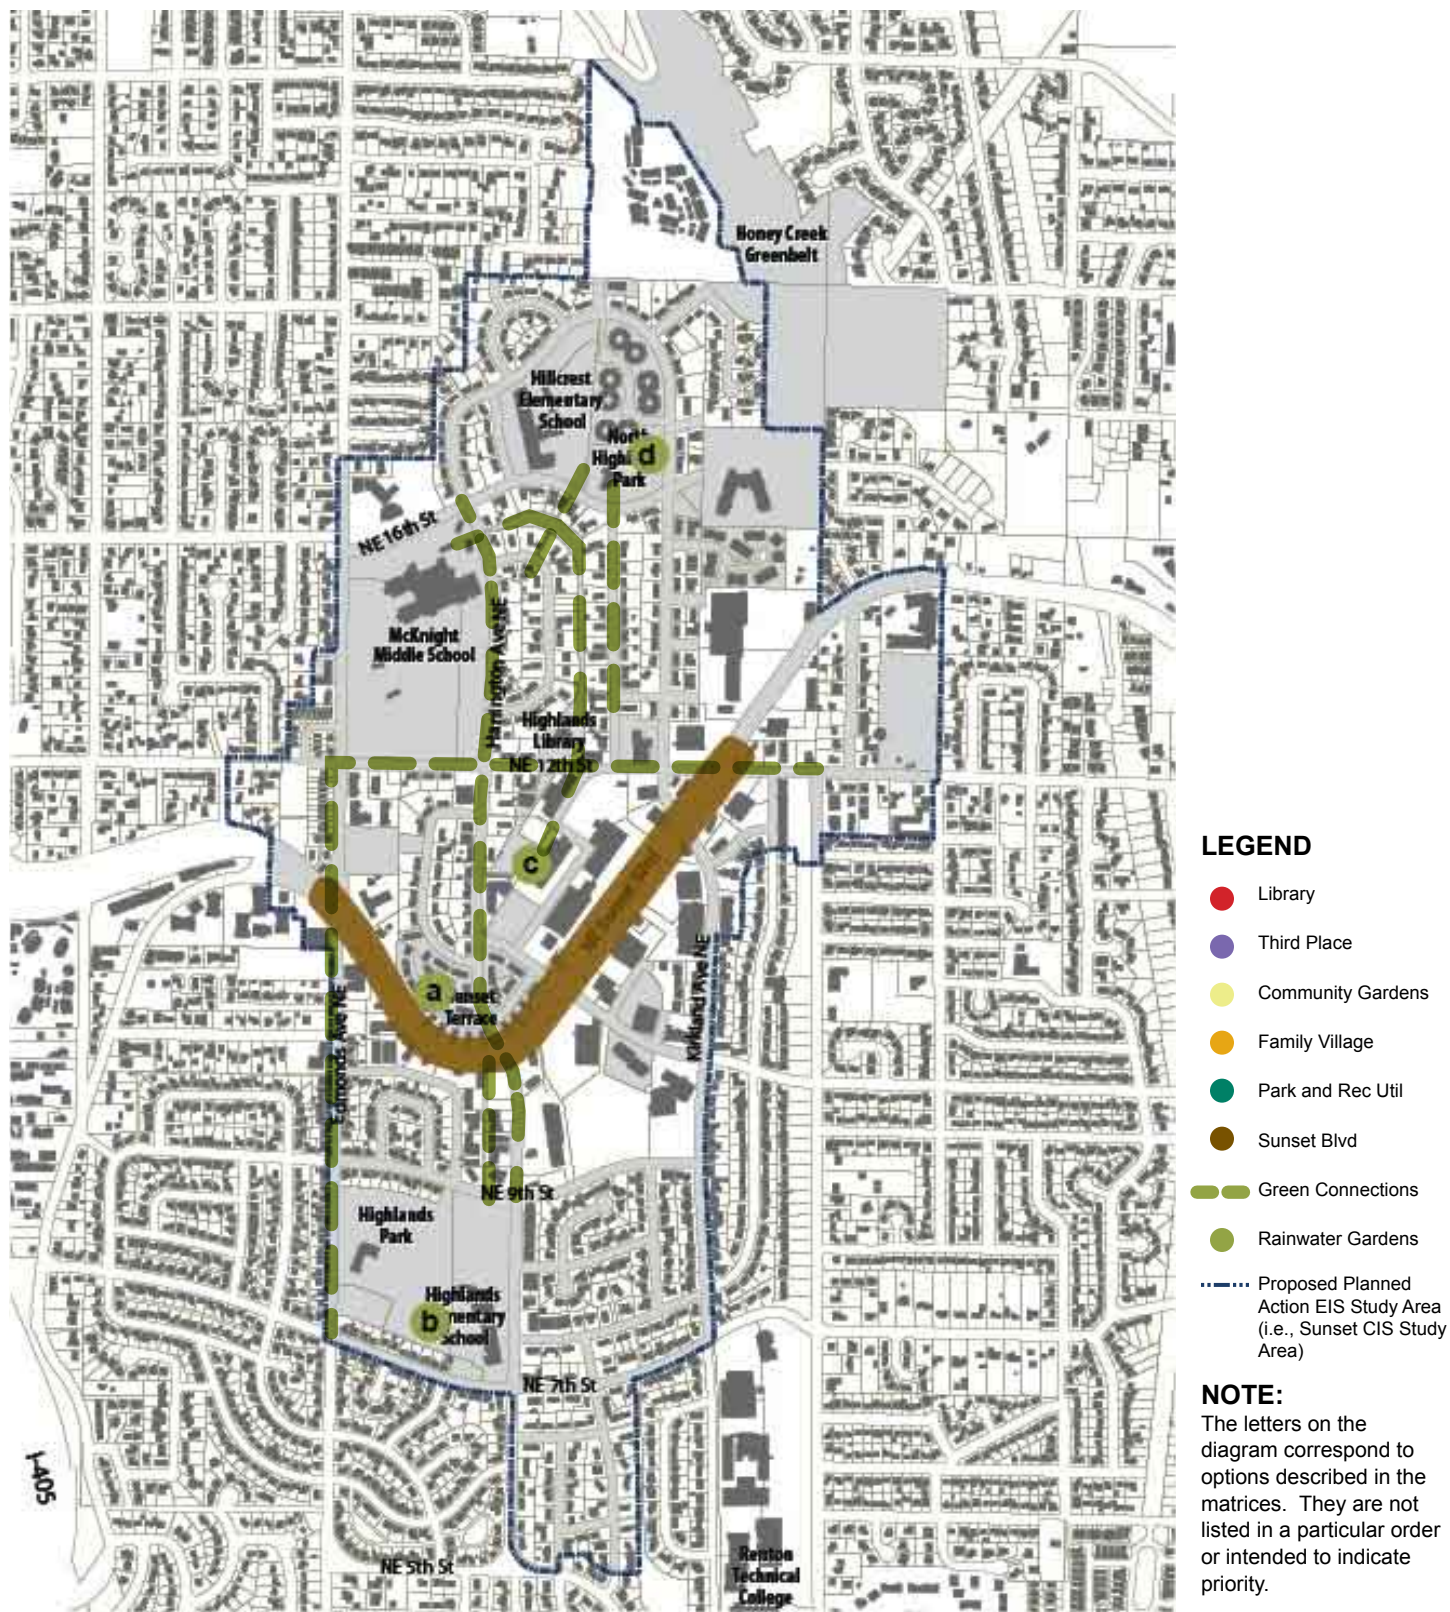 Honey Creek
Greenbelt
Hillcrest
Elementary
School
North
d
Park
NE 16th St
McKnight
Middle School
Harrington Ave NE
Highlands
Library
NE 12th St
c
a
Terrace
Kirkland Ave NE
Edmonds Ave NE
NE 9th St
Highlands
Park
Highlands
b
School
NE 7th St
I-405
NE 5th St
Renton
Technical
College
LEGEND
Library
Third Place
Community Gardens
Family Village
Park and Rec Util
Sunset Blvd
Green Connections
Rainwater Gardens
Proposed Planned
Action EIS Study Area
(i.e., Sunset CIS Study
Area)
NOTE:
The letters on the
diagram correspond to
options described in the
matrices. They are not
listed in a particular order
or intended to indicate
priority.